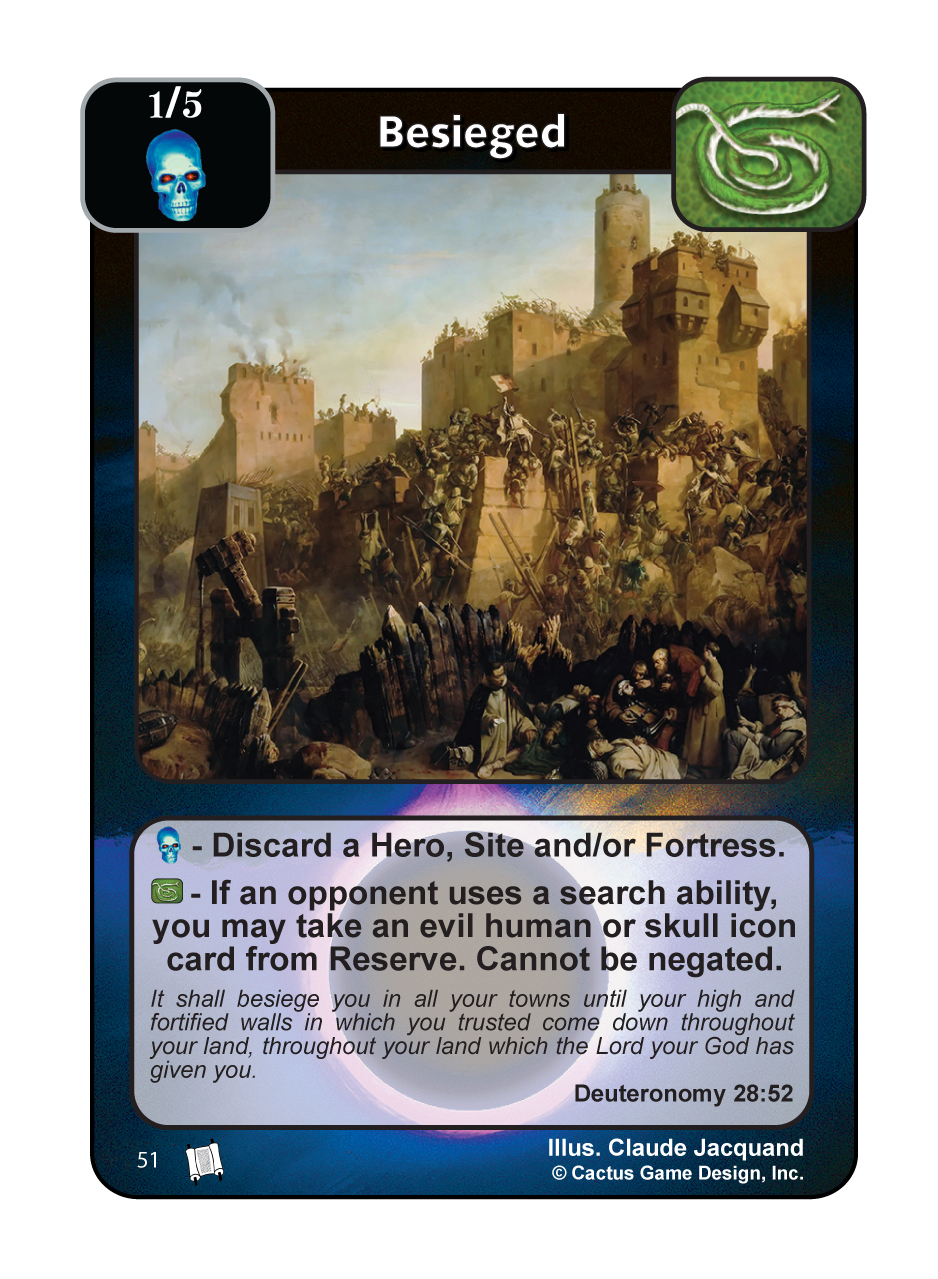 1/5
Besieged
- Discard a Hero, Site and/or Fortress.
- If an opponent uses a search ability,
you may take an evil human or skull icon
card from Reserve. Cannot be negated.
It shall besiege you in all your towns until your high and
fortified walls in which you trusted come down throughout
your land, throughout your land which the Lord your God has
given you.
Deuteronomy 28:52
51
Illus. Claude Jacquand
© Cactus Game Design, Inc.